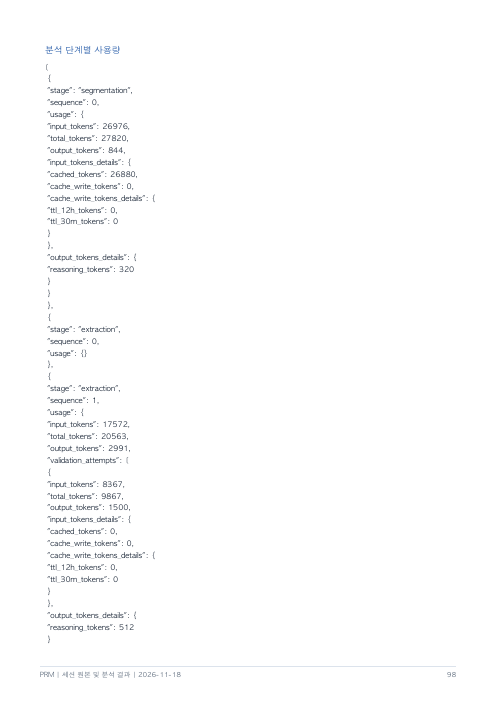 분석 단계별 사용량
[
{
"stage": "segmentation",
"sequence": 0,
"usage": {
"input_tokens": 26976,
"total_tokens": 27820,
"output_tokens": 844,
"input_tokens_details": {
"cached_tokens": 26880,
"cache_write_tokens": 0,
"cache_write_tokens_details": {
"ttl_12h_tokens": 0,
"ttl_30m_tokens": 0
}
},
"output_tokens_details": {
"reasoning_tokens": 320
}
}
},
{
"stage": "extraction",
"sequence": 0,
"usage": {}
},
{
"stage": "extraction",
"sequence": 1,
"usage": {
"input_tokens": 17572,
"total_tokens": 20563,
"output_tokens": 2991,
"validation_attempts": [
{
"input_tokens": 8367,
"total_tokens": 9867,
"output_tokens": 1500,
"input_tokens_details": {
"cached_tokens": 0,
"cache_write_tokens": 0,
"cache_write_tokens_details": {
"ttl_12h_tokens": 0,
"ttl_30m_tokens": 0
}
},
"output_tokens_details": {
"reasoning_tokens": 512
}
PRM | 세션 원본 및 분석 결과 | 2026-11-18
98